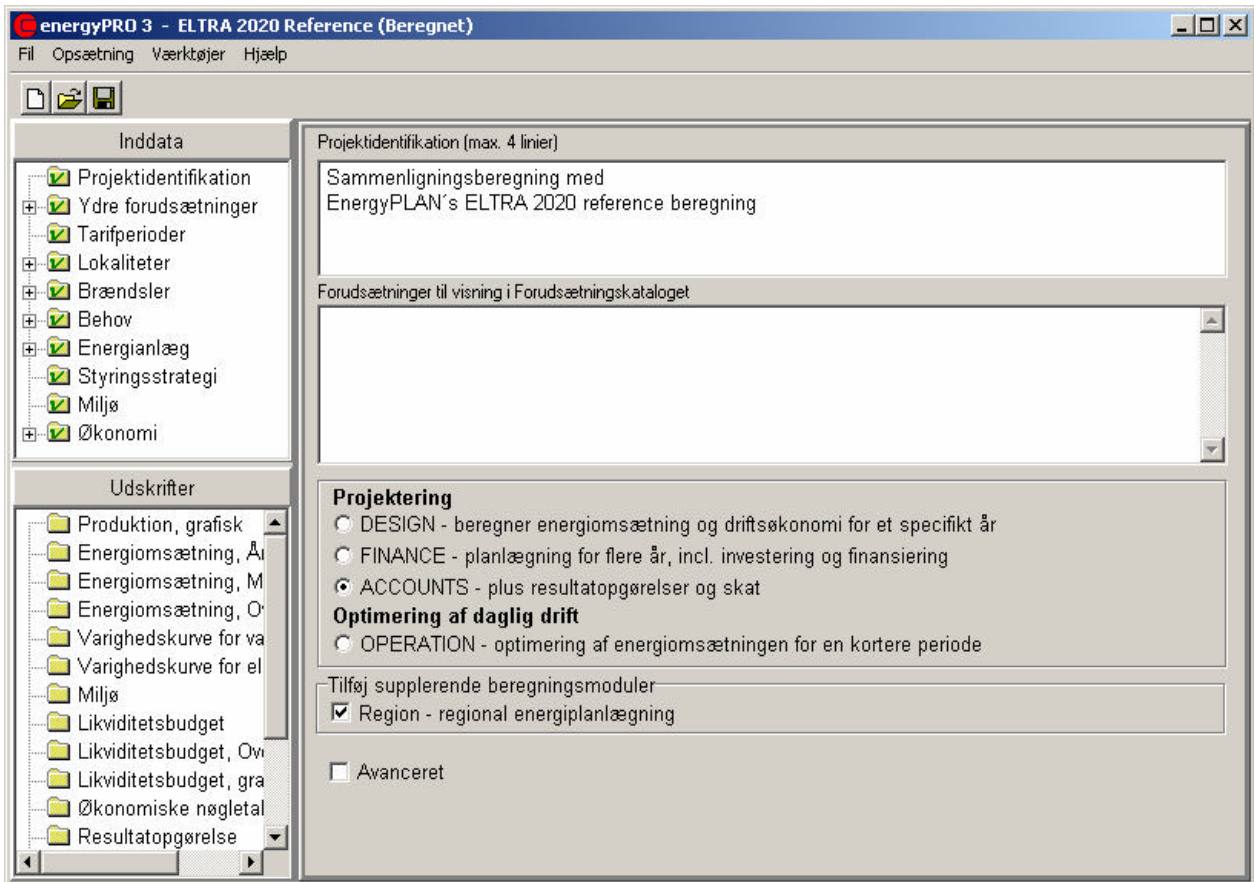 energyPRO 3 - ELTRA 2020 Reference (Beregnet)
Fil Opsætning Værktøjer Hjælp
Inddata
Projektidentifikation
Ydre forudsætninger
Tarifperioder
Lokaliteter
Brændsler
Behov
Energianlæg
Styringsstrategi
Miljø
Økonomi
Udskrifter
Produktion, grafisk
Energiomsætning, År
Energiomsætning, M
Energiomsætning, O
Varighedskurve for va
Varighedskurve for el
Miljø
Likviditetsbudget
Likviditetsbudget, Ove
Likviditetsbudget, gra
Økonomiske nøgletal
Resultatopgørelse
Projektidentifikation (max. 4 linier)
Sammenligningsberegning med
EnergyPLAN´s ELTRA 2020 reference beregning
Forudsætninger til visning i Forudsætningskataloget
Projektering
DESIGN - beregner energiomsætning og driftsøkonomi for et specifikt år
FINANCE - planlægning for flere år, incl. investering og finansiering
ACCOUNTS - plus resultatopgørelser og skat
Optimering af daglig drift
OPERATION - optimering af energiomsætningen for en kortere periode
Tilføj supplerende beregningsmoduler
Region - regional energiplanlægning
Avanceret